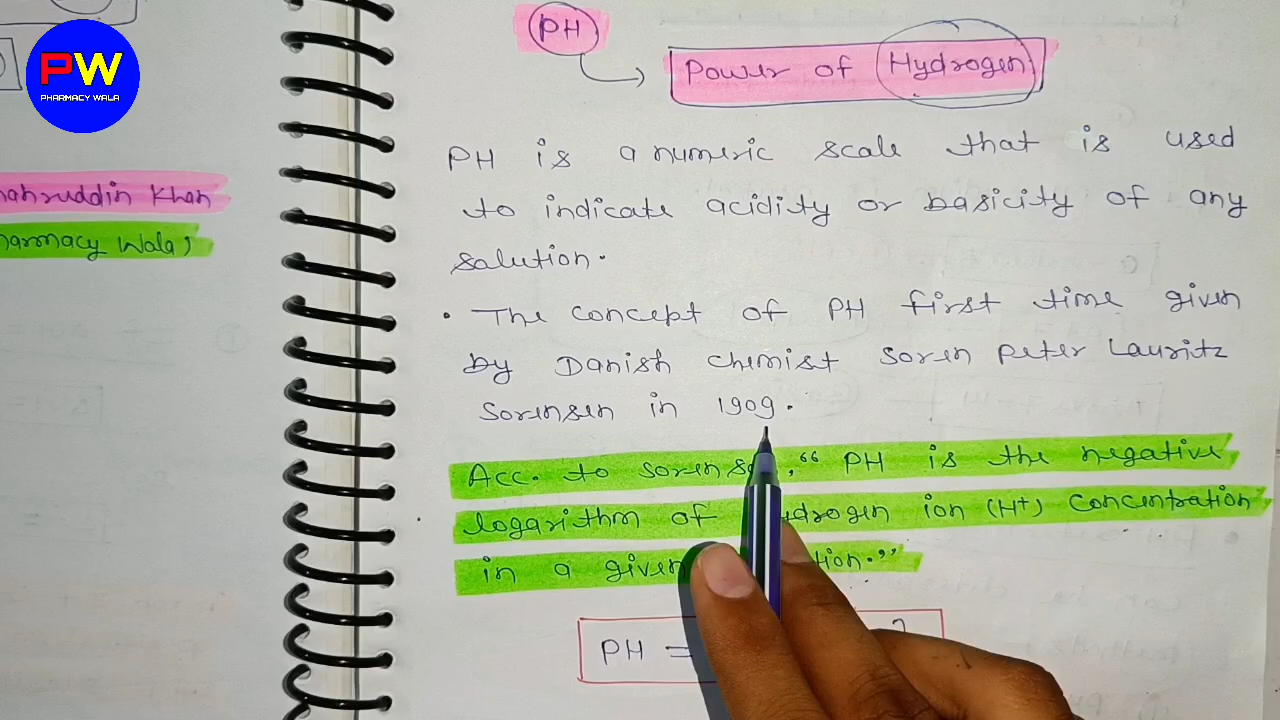 PW
PHARMACY WALA
Khan
Wala)
PH
Power of Hydrogen
PH is a numeric scale that is used
to indicate acidity or basicity of any
solution.
• The concept of PH first time given
by Danish chemist Soren Peter Lauritz
Sorensen in 1909.
Acc. to sorensen, “ PH is the negative
logarithm of ion (H+) Concentration
in a given
PH =